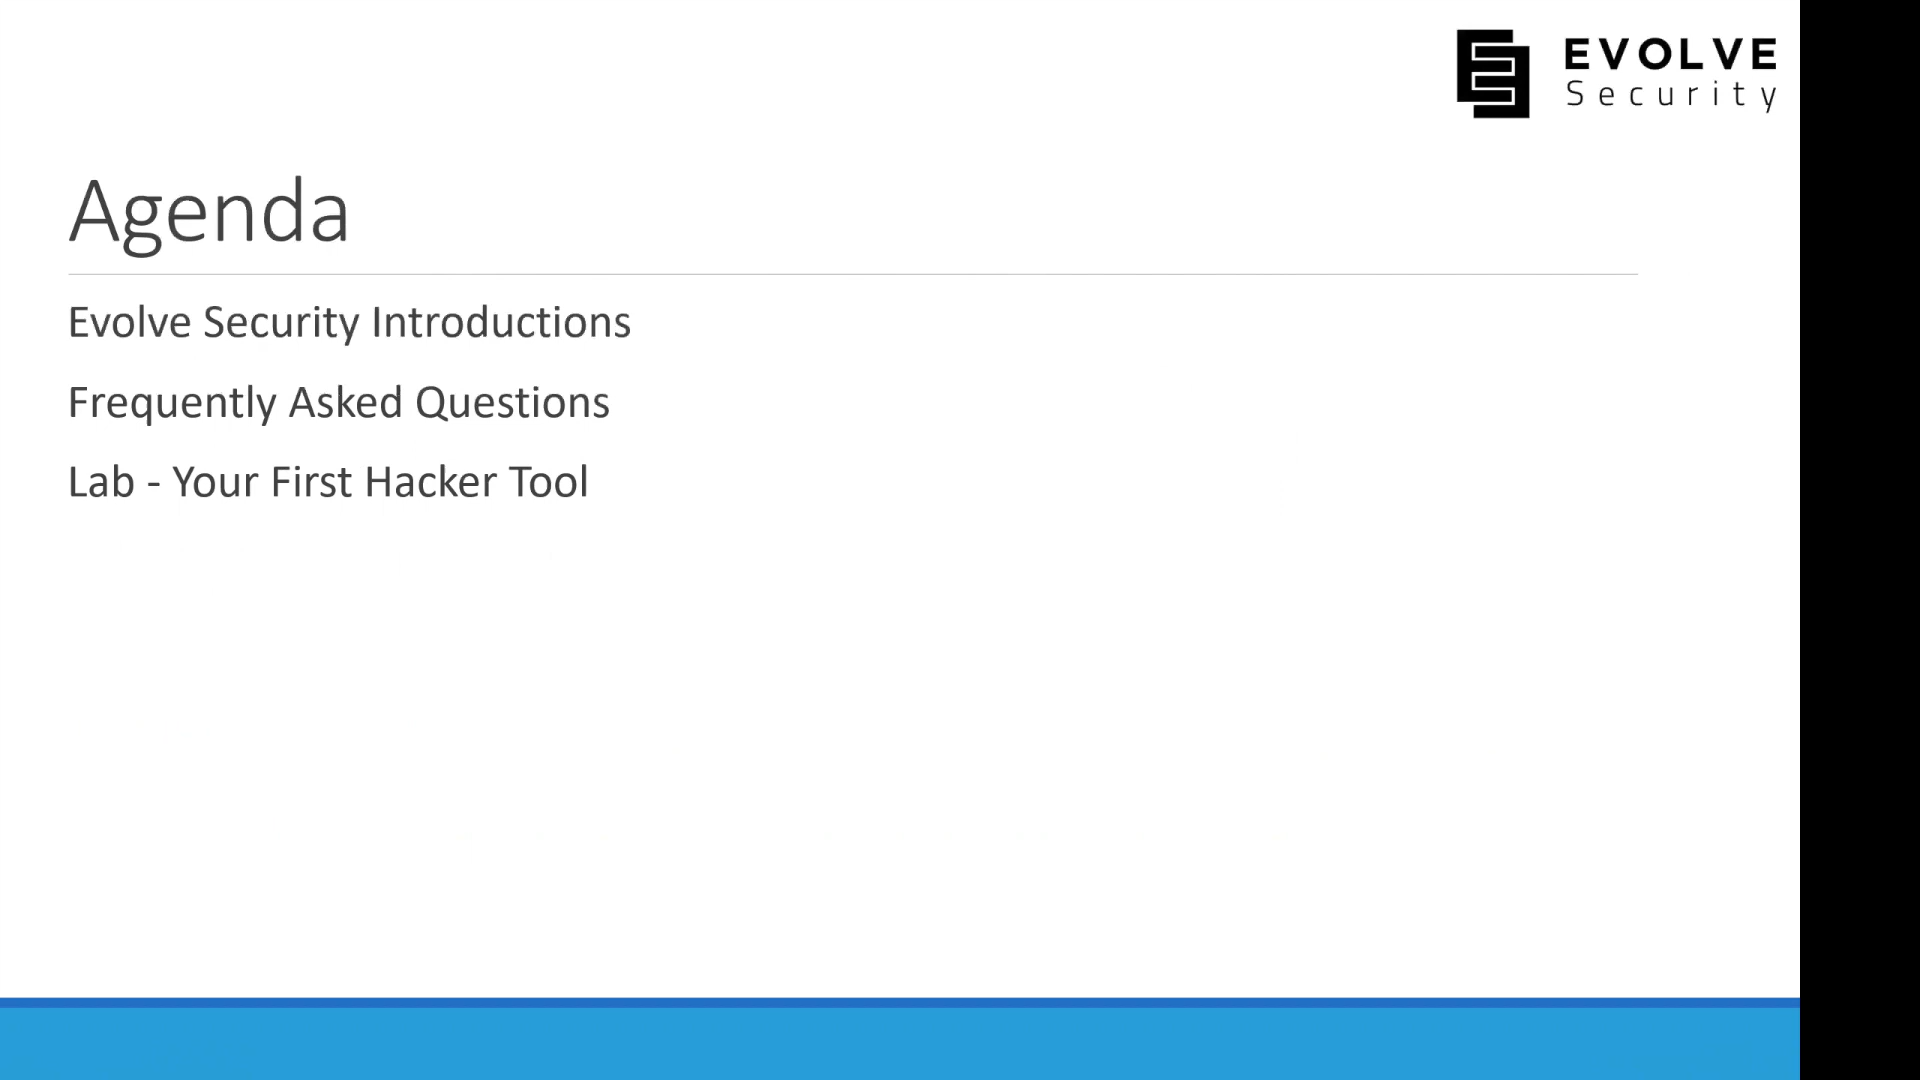 EVOLVE
Security
Agenda
Evolve Security Introductions
Frequently Asked Questions
Lab - Your First Hacker Tool